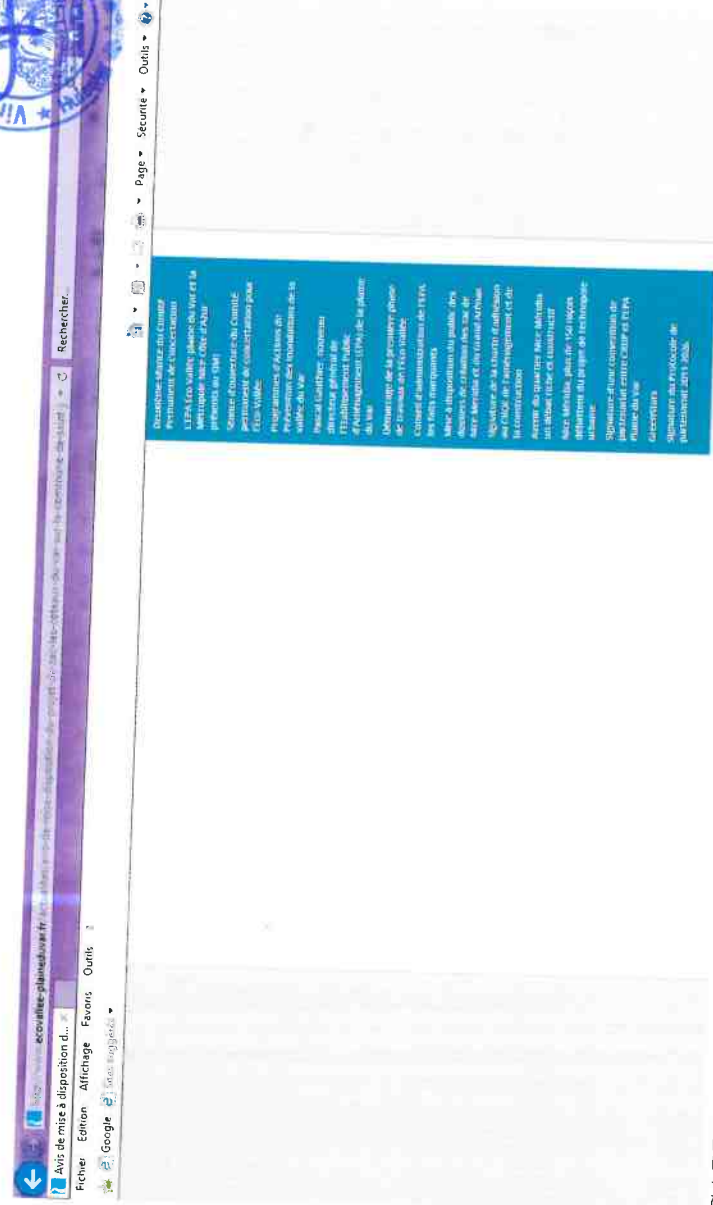 http://www.ecovallee-plaineduvar.fr
Rechercher...
Avis de mise à disposition d... ×
Fichier Edition Affichage Favoris Outils ?
Google Sites suggérés
Page Sécurité Outils
Deuxième séance du Comité
Permanent de Concertation
L'EPA Eco-Vallée plaine du Var et la
Métropole Nice Côte d'Azur
présents au SIMI
Séance d'ouverture du Comité
permanent de concertation pour
l'Eco-Vallée
Programmes d'Actions de
Prévention des Inondations de la
vallée du Var
Pascal Gauthier, nouveau
directeur général de
l'Etablissement Public
d'Aménagement (EPA) de la plaine
du Var
Démarrage de la première phase
de travaux de l'Eco-Vallée
Conseil d'administration de l'EPA
les faits marquants
Mise à disposition du public des
dossiers de création des zac de
Nice Méridia et du Grand Arénas
Signature de la charte d'adhésion
au Club de l'aménagement et de
la construction
Avenir du quartier Nice Méridia
un débat riche et constructif
Nice Méridia, plus de 150 niçois
débattent du projet de technopole
urbaine
Signature d'une convention de
partenariat entre
et l'EPA
Plaine du Var
Signature du Protocole de
partenariat 2011-2026